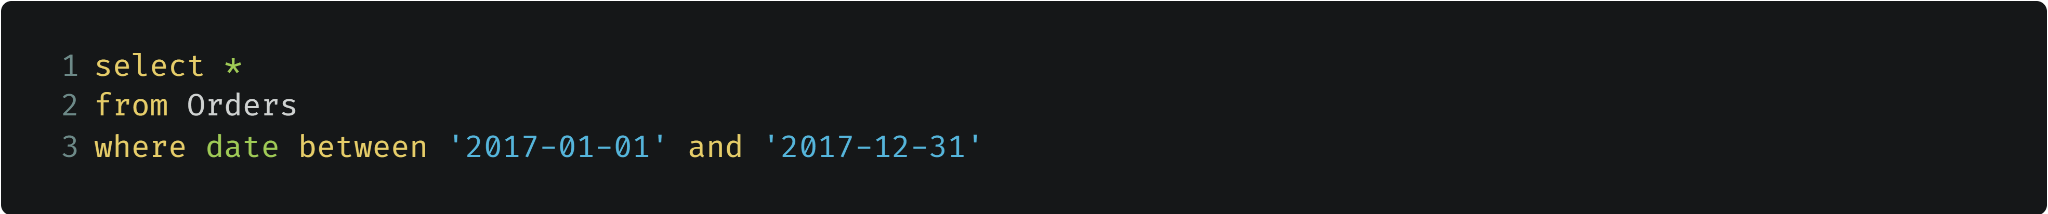 1 select *
2 from Orders
3 where date between '2017-01-01' and '2017-12-31'